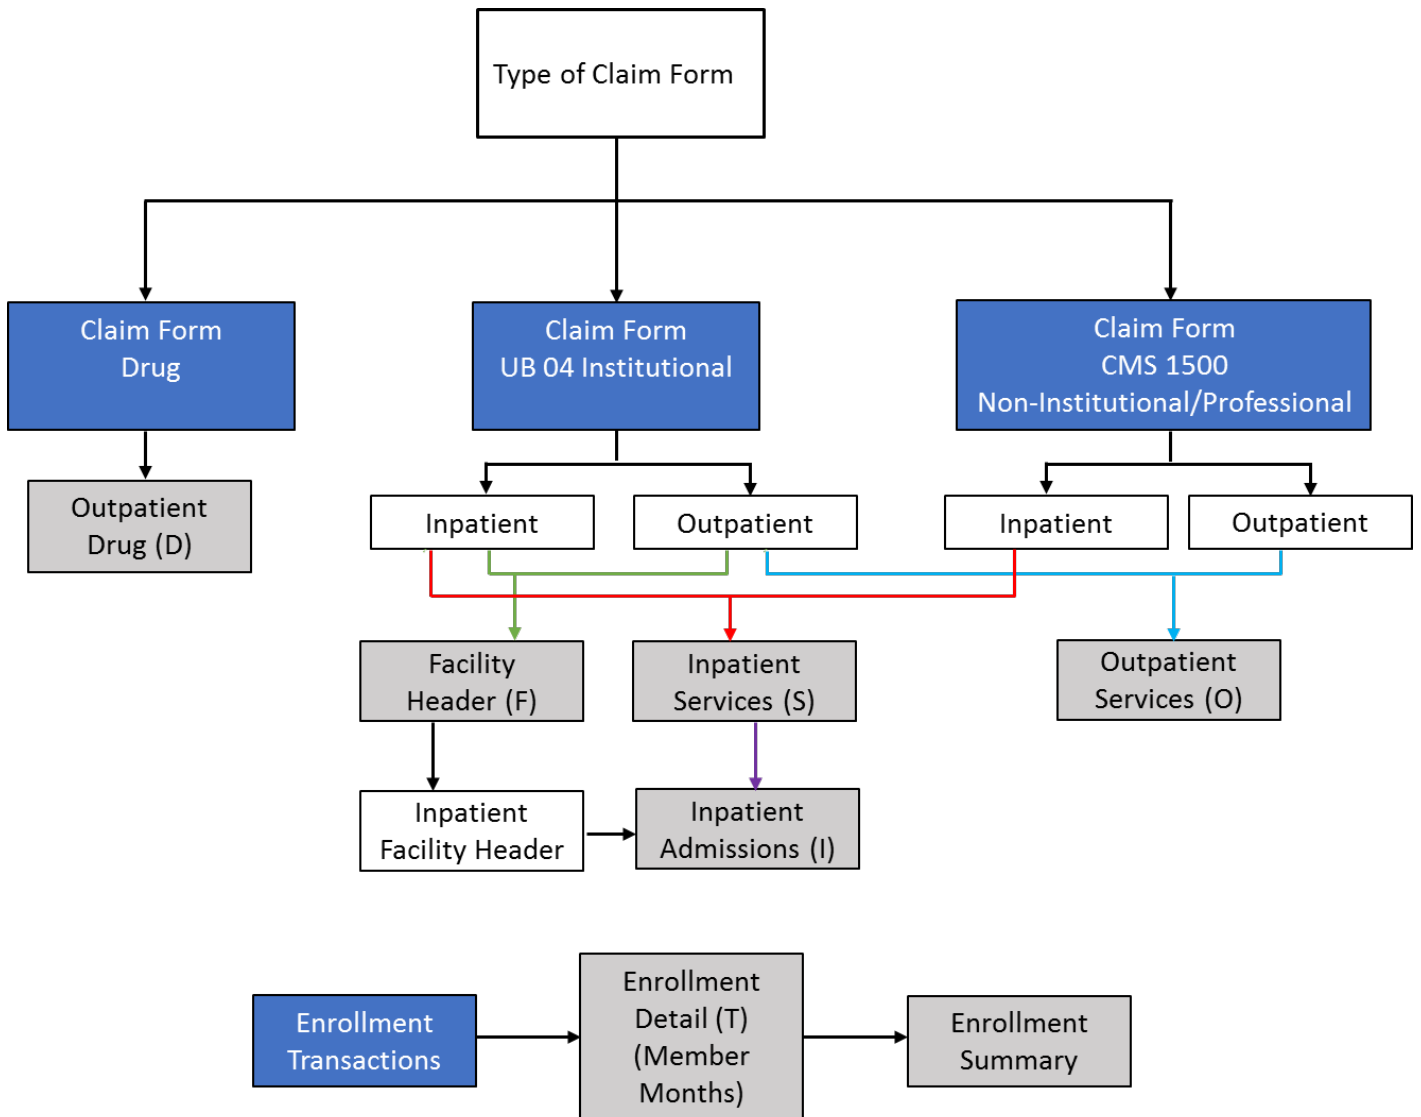 Type of Claim Form
Claim Form
Drug
Claim Form
UB 04 Institutional
Claim Form
CMS 1500
Non-Institutional/Professional
Outpatient
Drug (D)
Inpatient
Outpatient
Inpatient
Outpatient
Facility
Header (F)
Inpatient
Services (S)
Outpatient
Services (O)
Inpatient
Facility Header
Inpatient
Admissions (I)
Enrollment
Transactions
Enrollment
Detail (T)
(Member
Months)
Enrollment
Summary